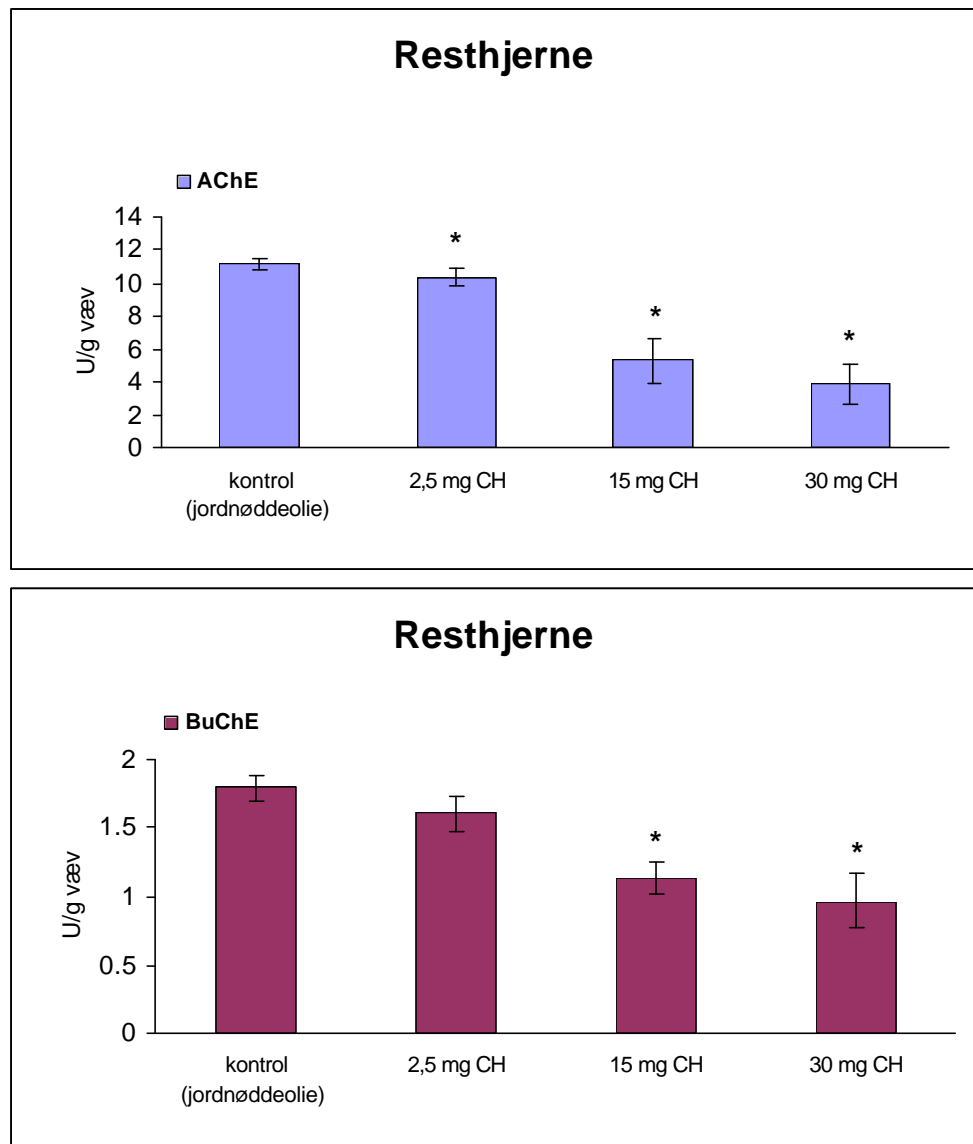 Resthjerne
AChE
14
12
10
8
6
4
2
0
U/g væv
*
*
*
kontrol
(jordnøddeolie)
2,5 mg CH
15 mg CH
30 mg CH
Resthjerne
BuChE
2
1.5
1
0.5
0
U/g væv
*
*
kontrol
(jordnøddeolie)
2,5 mg CH
15 mg CH
30 mg CH